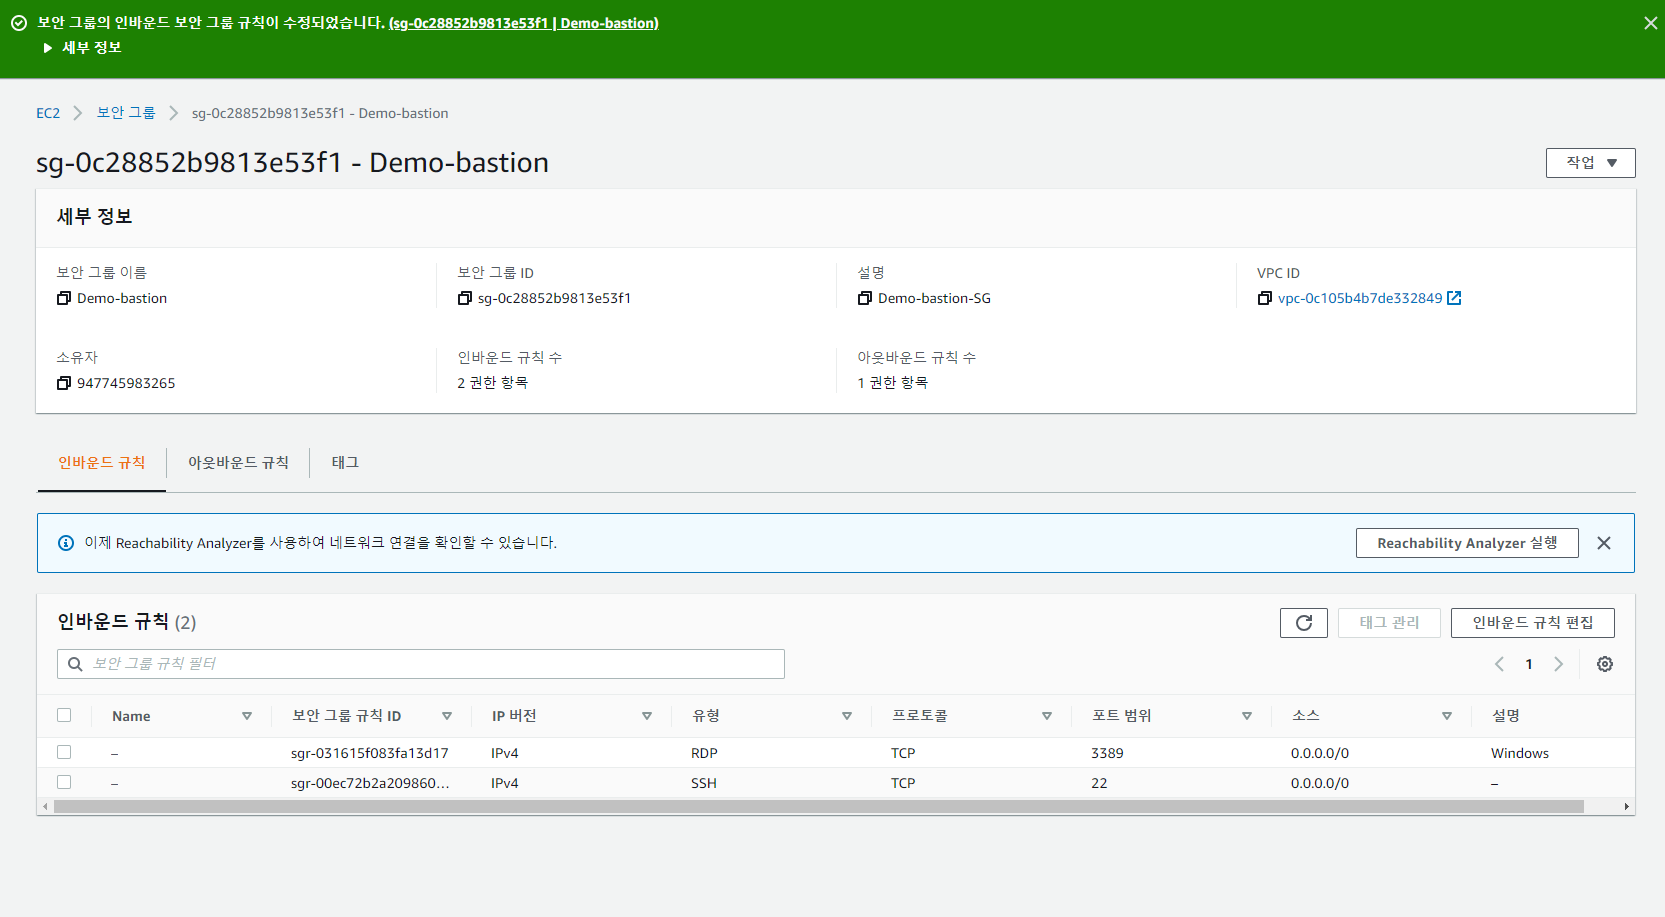 보안 그룹의 인바운드 보안 그룹 규칙이 수정되었습니다. (sg-0c28852b9813e53f1 | Demo-bastion)
세부 정보
EC2 보안 그룹 sg-0c28852b9813e53f1 - Demo-bastion
sg-0c28852b9813e53f1 - Demo-bastion 작업
세부 정보
보안 그룹 이름 보안 그룹 ID 설명 VPC ID
Demo-bastion sg-0c28852b9813e53f1 Demo-bastion-SG vpc-0c105b4b7de332849
소유자 인바운드 규칙 수 아웃바운드 규칙 수
947745983265 2 권한 항목 1 권한 항목
인바운드 규칙 아웃바운드 규칙 태그
이제 Reachability Analyzer를 사용하여 네트워크 연결을 확인할 수 있습니다. Reachability Analyzer 실행
인바운드 규칙 (2) 태그 관리 인바운드 규칙 편집
보안 그룹 규칙 필터 1
Name 보안 그룹 규칙 ID IP 버전 유형 프로토콜 포트 범위 소스 설명
– sgr-031615f083fa13d17 IPv4 RDP TCP 3389 0.0.0.0/0 Windows
– sgr-00ec72b2a209860... IPv4 SSH TCP 22 0.0.0.0/0 –